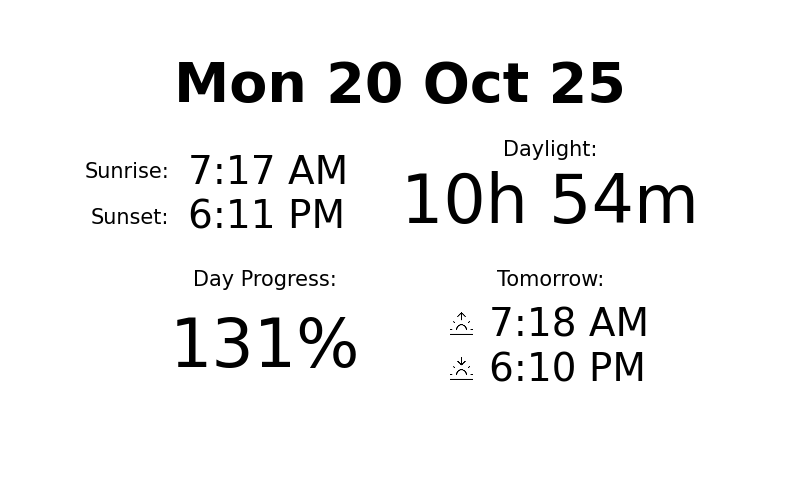 Mon 20 Oct 25
Sunrise: 7:17 AM
Sunset: 6:11 PM
Daylight:
10h 54m
Day Progress:
131%
Tomorrow:
7:18 AM
6:10 PM